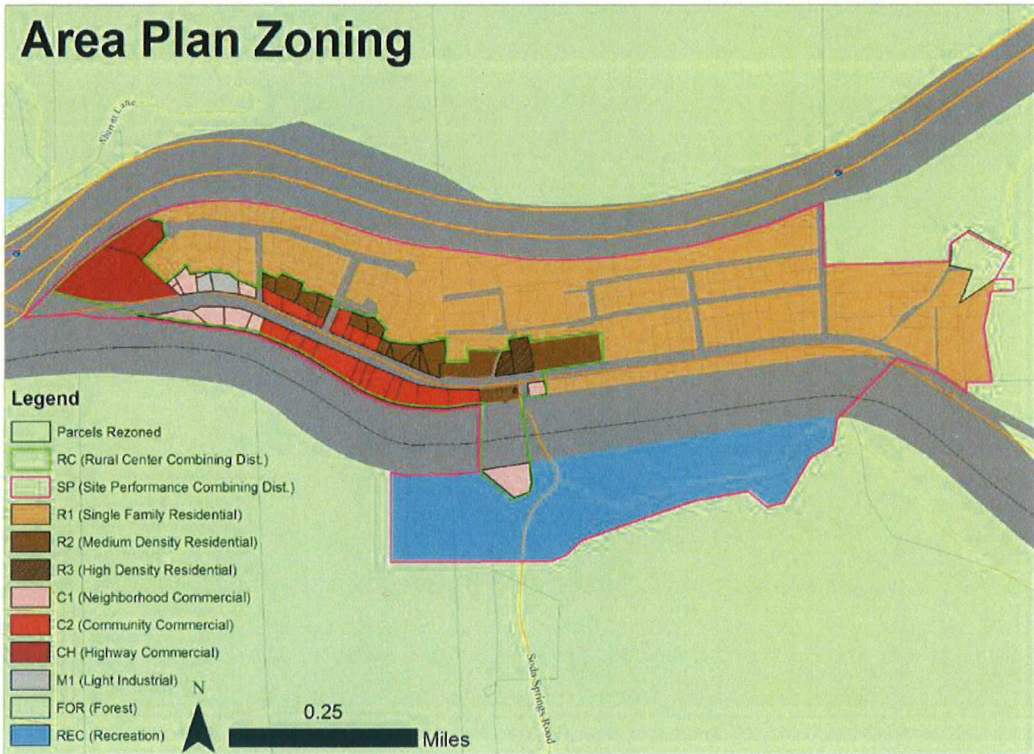 Area Plan Zoning
Legend
Parcels Rezoned
RC (Rural Center Combining Dist.)
SP (Site Performance Combining Dist.)
R1 (Single Family Residential)
R2 (Medium Density Residential)
R3 (High Density Residential)
C1 (Neighborhood Commercial)
C2 (Community Commercial)
CH (Highway Commercial)
M1 (Light Industrial)
FOR (Forest)
REC (Recreation)
N
0.25
Miles
Soda Springs Road